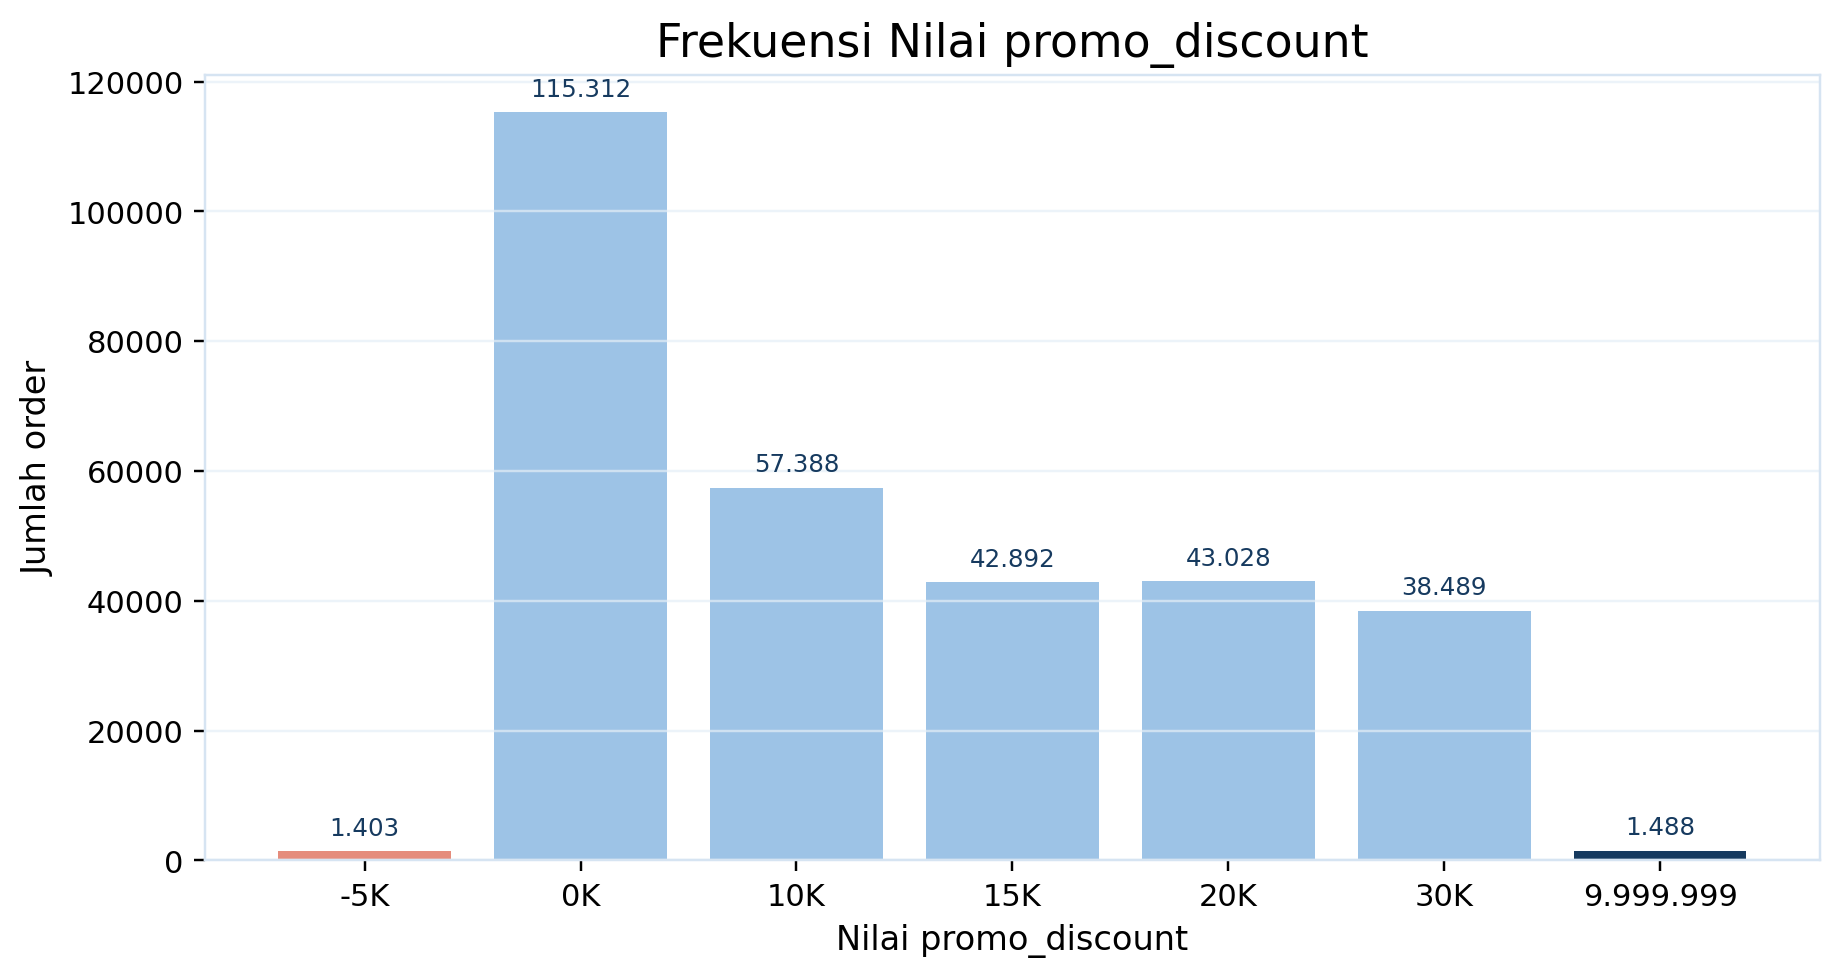 Frekuensi Nilai promo_discount
120000
100000
80000
60000
40000
20000
0
Jumlah order
1.403
115.312
57.388
42.892
43.028
38.489
1.488
-5K
0K
10K
15K
20K
30K
9.999.999
Nilai promo_discount